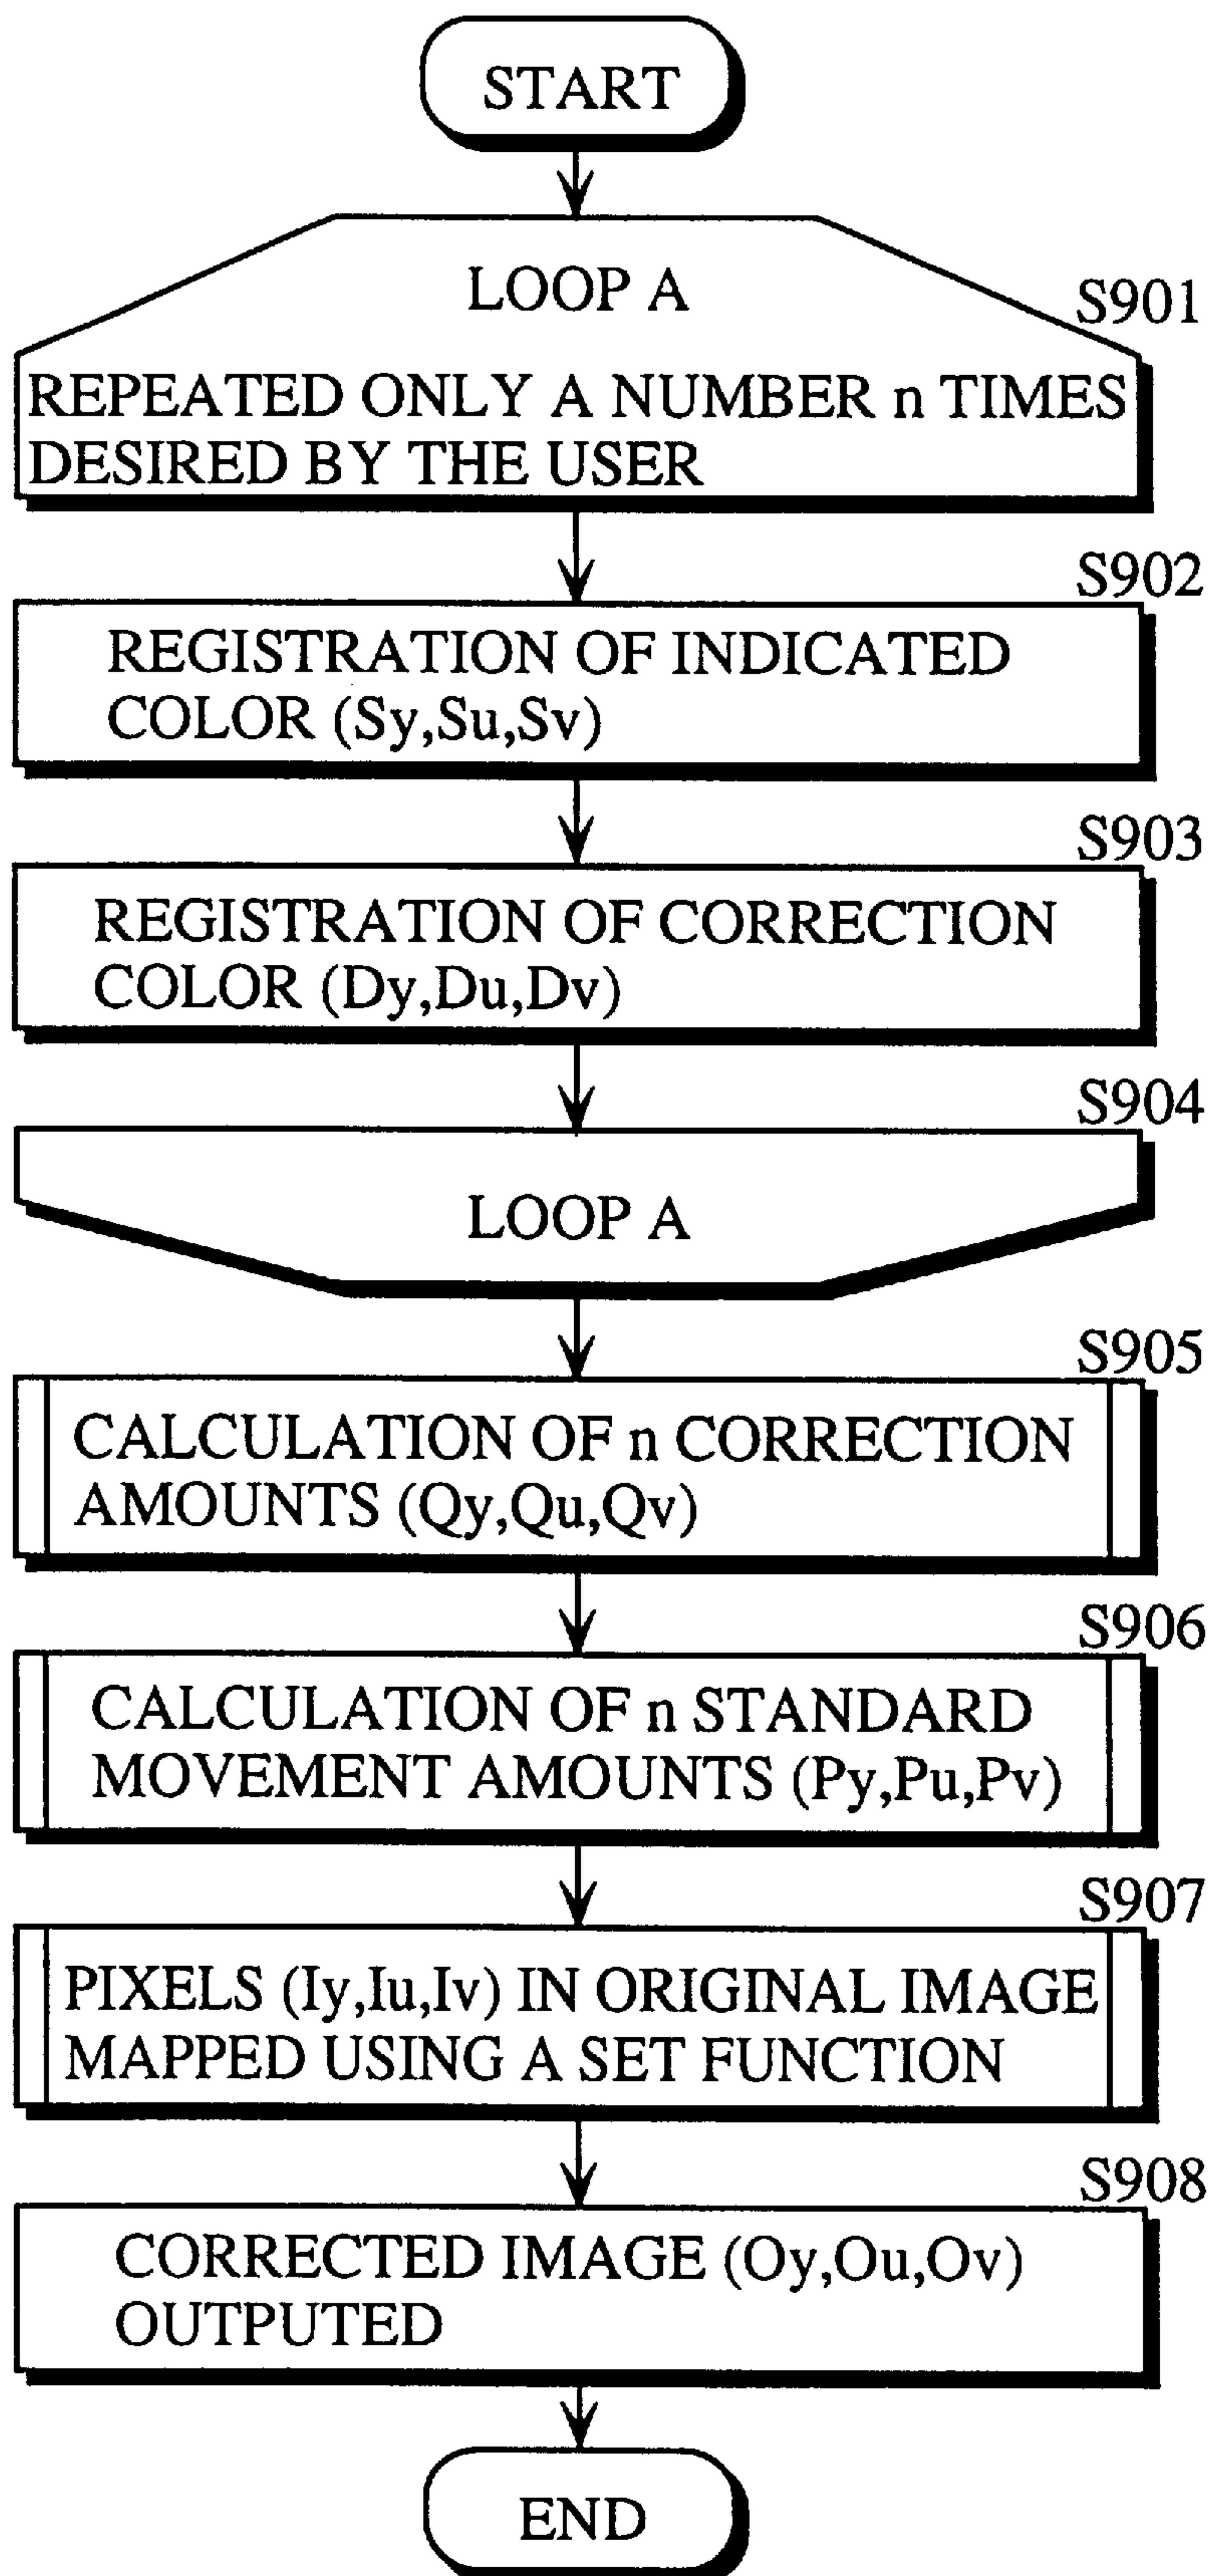 START
LOOP A
S901
REPEATED ONLY A NUMBER n TIMES
DESIRED BY THE USER
S902
REGISTRATION OF INDICATED
COLOR (Sy,Su,Sv)
S903
REGISTRATION OF CORRECTION
COLOR (Dy,Du,Dv)
S904
LOOP A
S905
CALCULATION OF n CORRECTION
AMOUNTS (Qy,Qu,Qv)
S906
CALCULATION OF n STANDARD
MOVEMENT AMOUNTS (Py,Pu,Pv)
S907
PIXELS (Iy,Iu,Iv) IN ORIGINAL IMAGE
MAPPED USING A SET FUNCTION
S908
CORRECTED IMAGE (Oy,Ou,Ov)
OUTPUTED
END